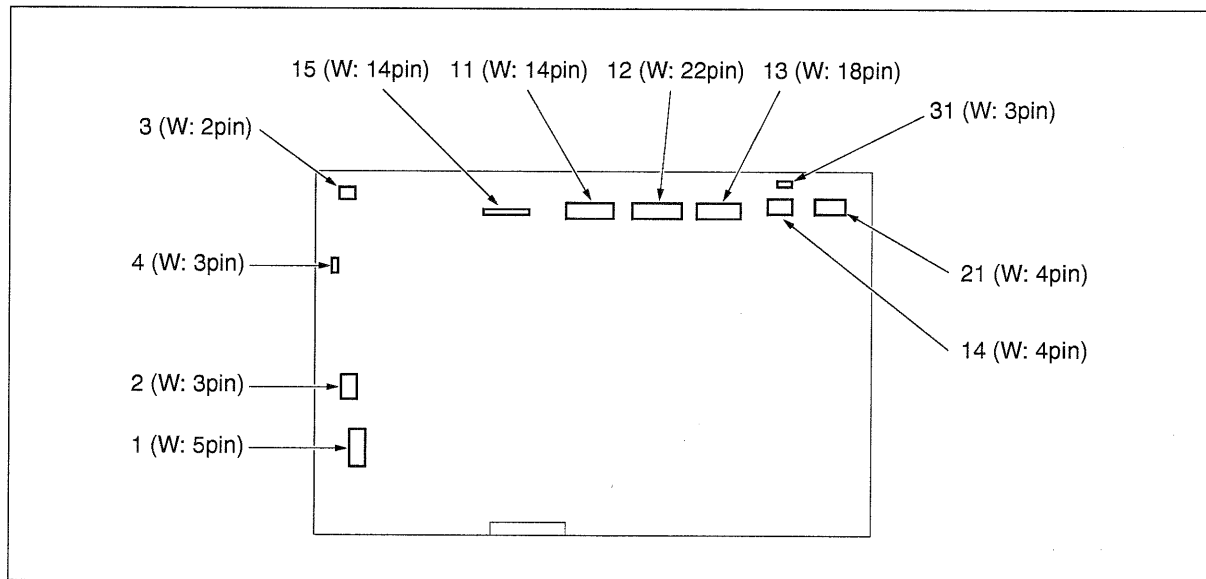 15 (W: 14pin) 11 (W: 14pin) 12 (W: 22pin) 13 (W: 18pin)
31 (W: 3pin)
3 (W: 2pin)
4 (W: 3pin)
21 (W: 4pin)
14 (W: 4pin)
2 (W: 3pin)
1 (W: 5pin)